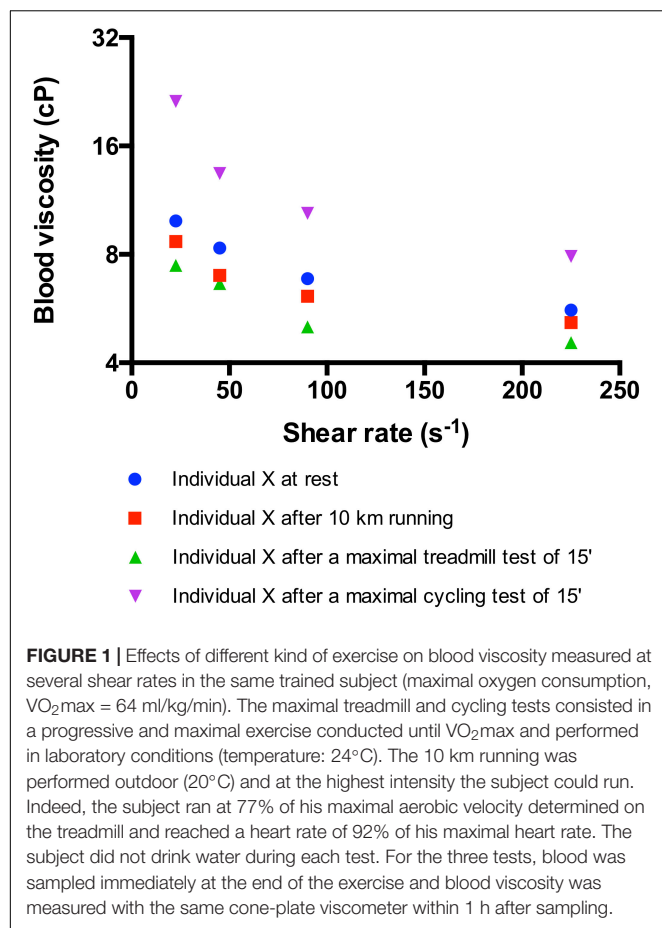 32
16
8
4
Blood viscosity (cP)
0 50 100 150 200 250
Shear rate (s⁻¹)
Individual X at rest
Individual X after 10 km running
Individual X after a maximal treadmill test of 15'
Individual X after a maximal cycling test of 15'
FIGURE 1 | Effects of different kind of exercise on blood viscosity measured at
several shear rates in the same trained subject (maximal oxygen consumption,
VO₂max = 64 ml/kg/min). The maximal treadmill and cycling tests consisted in
a progressive and maximal exercise conducted until VO₂max and performed
in laboratory conditions (temperature: 24°C). The 10 km running was
performed outdoor (20°C) and at the highest intensity the subject could run.
Indeed, the subject ran at 77% of his maximal aerobic velocity determined on
the treadmill and reached a heart rate of 92% of his maximal heart rate. The
subject did not drink water during each test. For the three tests, blood was
sampled immediately at the end of the exercise and blood viscosity was
measured with the same cone-plate viscometer within 1 h after sampling.